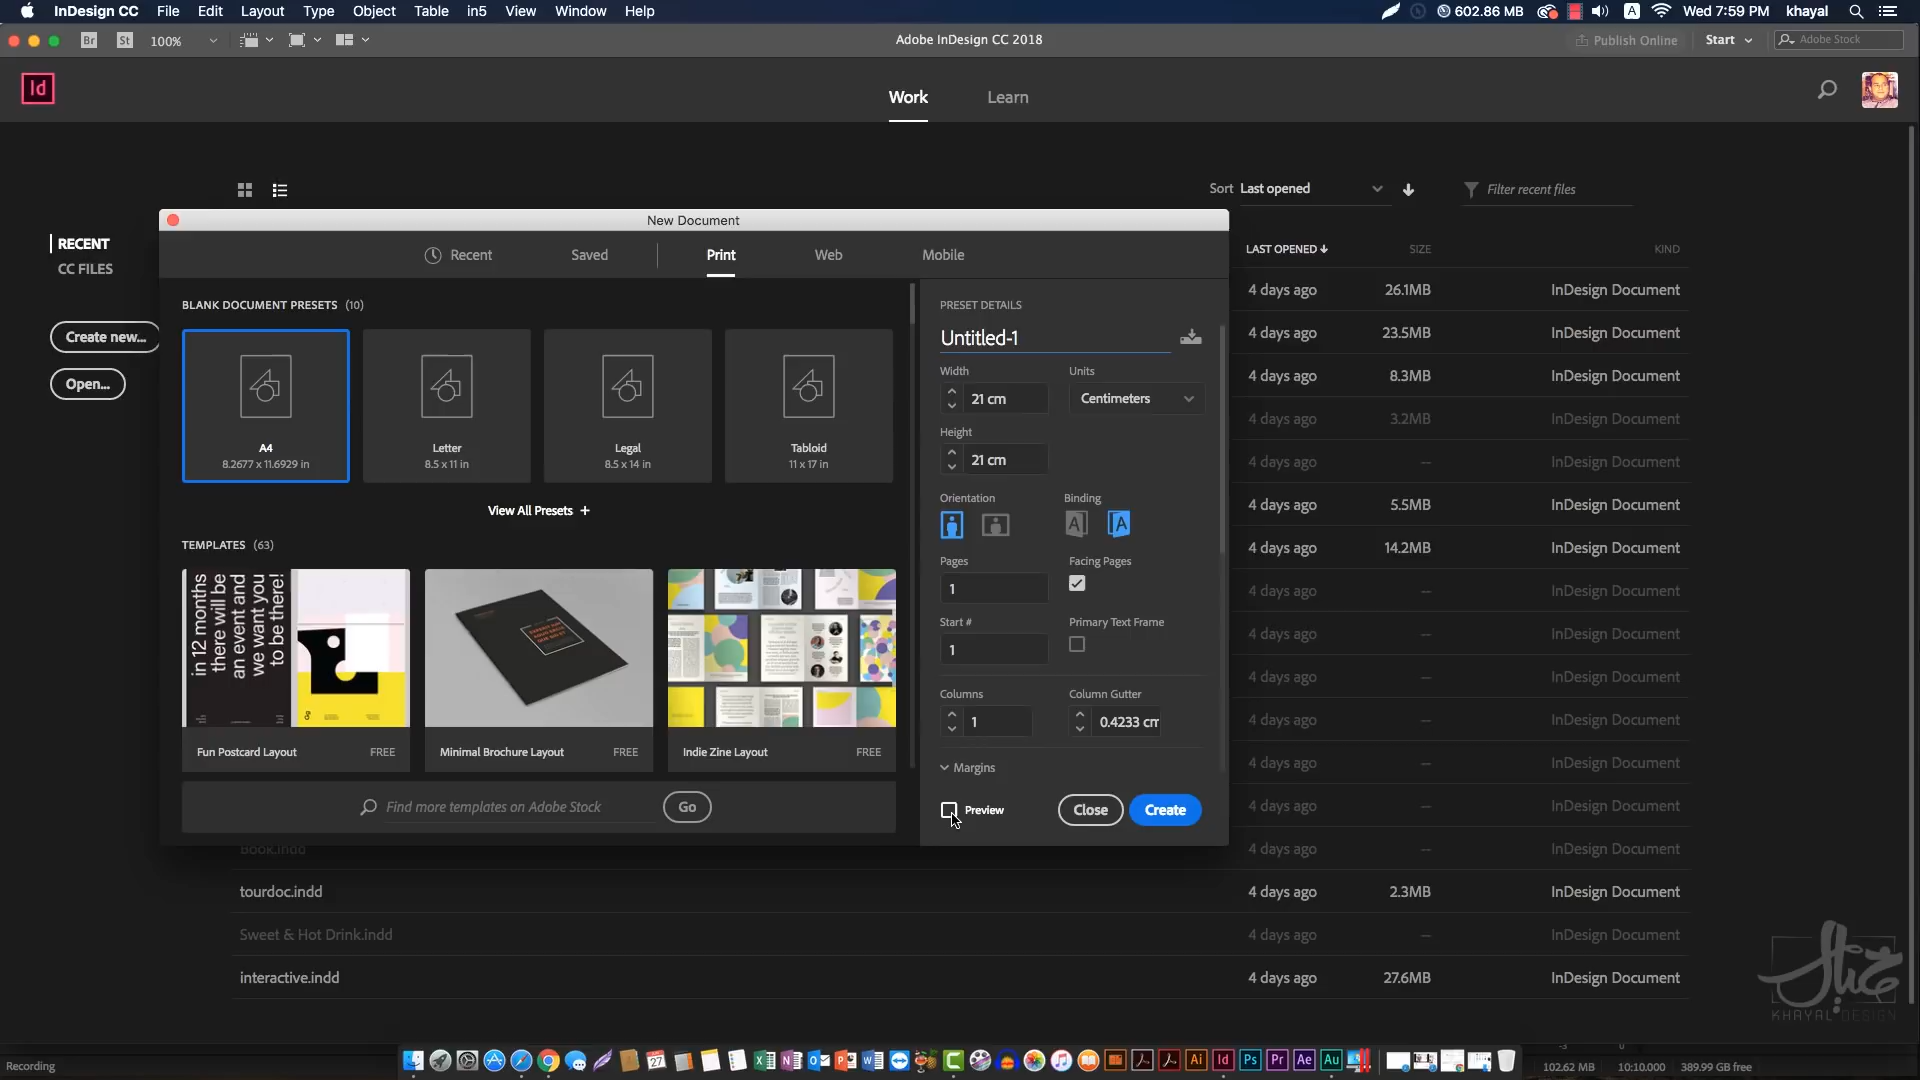 InDesign CC File Edit Layout Type Object Table in5 View Window Help 602.86 MB A Wed 7:59 PM khayal
Br St 100% Adobe InDesign CC 2018 Publish Online Start Adobe Stock
Id Work Learn
Sort Last opened Filter recent files
RECENT
CC FILES
Create new...
Open...
LAST OPENED SIZE KIND
4 days ago 26.1MB InDesign Document
4 days ago 23.5MB InDesign Document
4 days ago 8.3MB InDesign Document
4 days ago 3.2MB InDesign Document
4 days ago — InDesign Document
4 days ago 5.5MB InDesign Document
4 days ago 14.2MB InDesign Document
4 days ago — InDesign Document
4 days ago — InDesign Document
4 days ago — InDesign Document
4 days ago — InDesign Document
4 days ago — InDesign Document
4 days ago — InDesign Document
New Document
Recent Saved Print Web Mobile
BLANK DOCUMENT PRESETS (10)
A4
8.2677 x 11.6929 in
Letter
8.5 x 11 in
Legal
8.5 x 14 in
Tabloid
11 x 17 in
View All Presets +
TEMPLATES (63)
in 12 months
there will be
an event and
we want you
to be there!
Fun Postcard Layout FREE
Minimal Brochure Layout FREE
Indie Zine Layout FREE
Find more templates on Adobe Stock Go
PRESET DETAILS
Untitled-1
Width Units
21 cm Centimeters
Height
21 cm
Orientation Binding
A A
Pages Facing Pages
1
Start # Primary Text Frame
1
Columns Column Gutter
1 0.4233 cm
Margins
Preview Close Create
Book.indd 4 days ago — InDesign Document
tourdoc.indd 4 days ago 2.3MB InDesign Document
Sweet & Hot Drink.indd 4 days ago — InDesign Document
interactive.indd 4 days ago 27.6MB InDesign Document
خيال
KHAYAL DESIGN
Recording 102.62 MB 10:10.000 389.99 GB free
27 Ai Id Ps Pr Ae Au